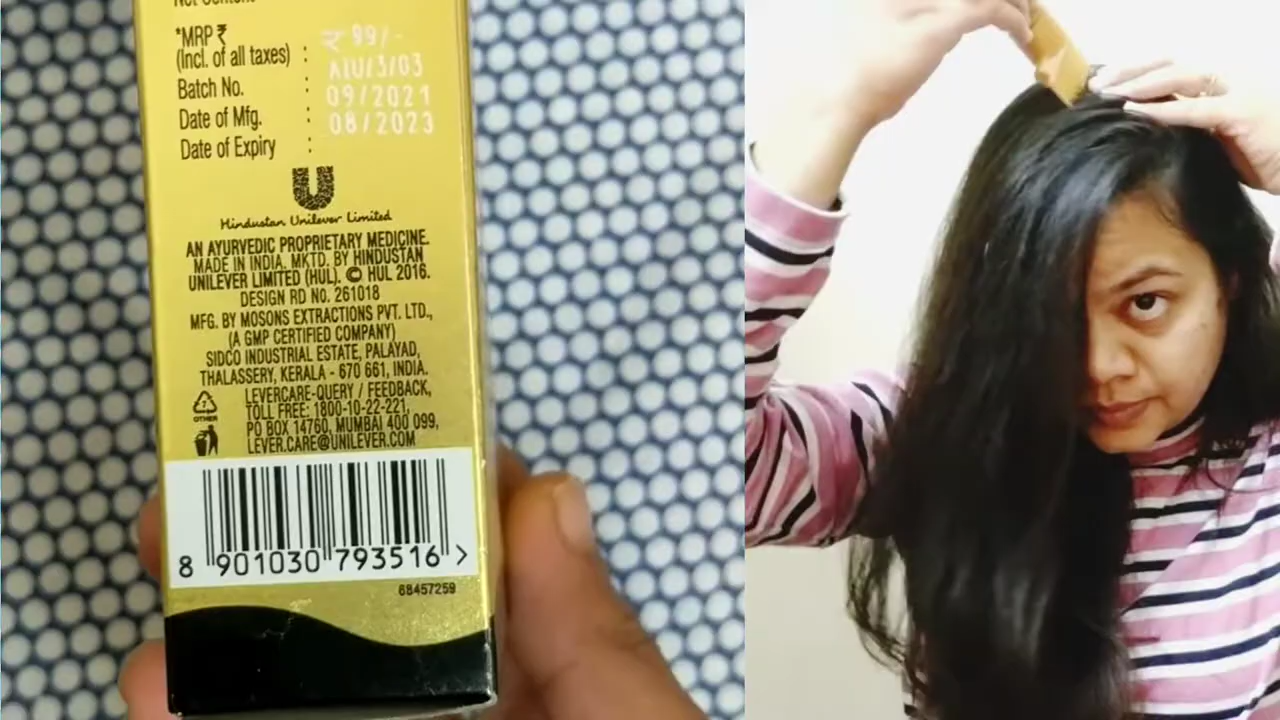 *MRP ₹
(Incl. of all taxes) : ₹ 99/-
Batch No. : AIU/3/03
Date of Mfg. : 09/2021
Date of Expiry : 08/2023
U
Hindustan Unilever Limited
AN AYURVEDIC PROPRIETARY MEDICINE.
MADE IN INDIA. MKTD. BY HINDUSTAN
UNILEVER LIMITED (HUL). © HUL 2016.
DESIGN RD NO. 261018
MFG. BY MOSONS EXTRACTIONS PVT. LTD.,
(A GMP CERTIFIED COMPANY)
SIDCO INDUSTRIAL ESTATE, PALAYAD,
THALASSERY, KERALA - 670 661, INDIA.
LEVERCARE-QUERY / FEEDBACK,
TOLL FREE: 1800-10-22-221,
PO BOX 14760, MUMBAI 400 099,
LEVER.CARE@UNILEVER.COM
OTHER
8 901030 793516 >
68457259